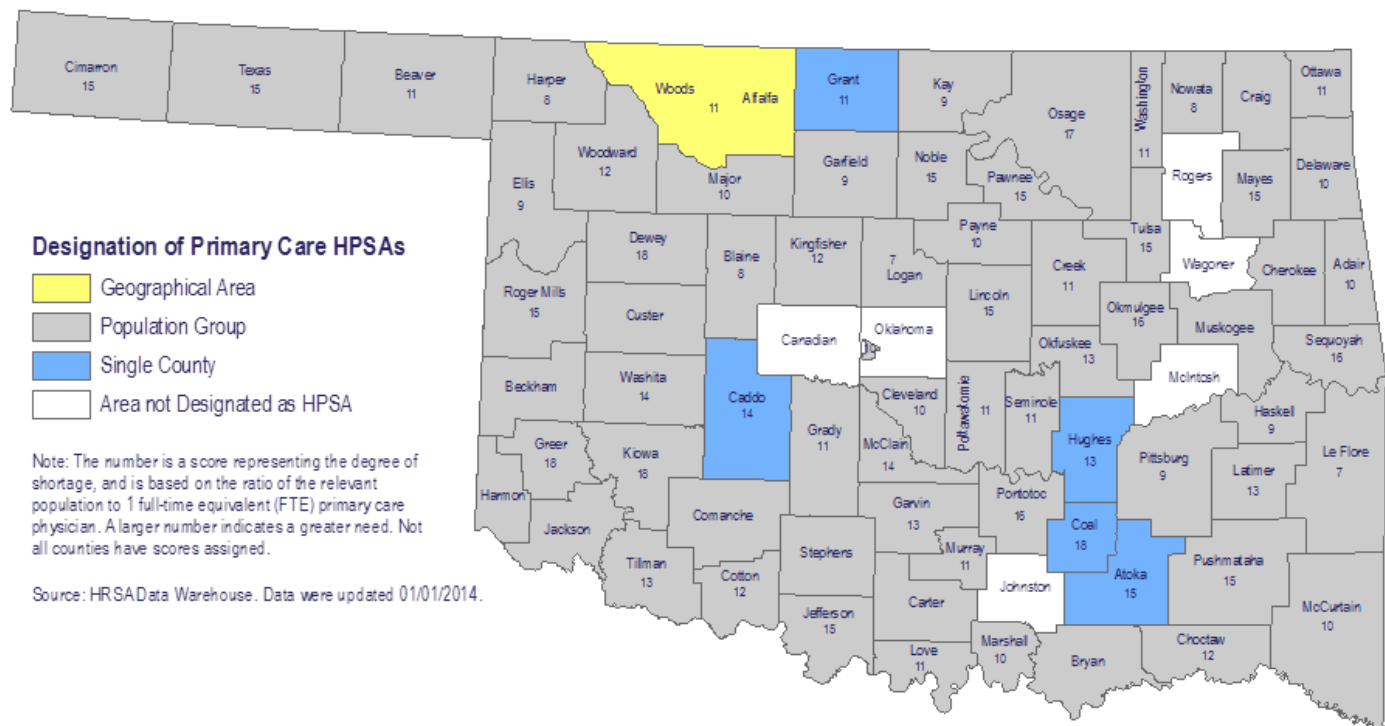 Cimarron
15
Texas
15
Beaver
11
Harper
8
Woods
11
Alfalfa
Grant
11
Kay
9
Osage
17
Washington
11
Nowata
8
Craig
Ottawa
11
Woodward
12
Ellis
9
Major
10
Garfield
9
Noble
15
Pawnee
15
Rogers
Mayes
15
Delaware
10
Designation of Primary Care HPSAs
Geographical Area
Population Group
Single County
Area not Designated as HPSA
Note: The number is a score representing the degree of
shortage, and is based on the ratio of the relevant
population to 1 full-time equivalent (FTE) primary care
physician. A larger number indicates a greater need. Not
all counties have scores assigned.
Source: HRSA Data Warehouse. Data were updated 01/01/2014.
Dewey
18
Blaine
8
Kingfisher
12
7
Logan
Payne
10
Creek
11
Tulsa
15
Wagoner
Cherokee
Adair
10
Roger Mills
15
Custer
Canadian
Oklahoma
Lincoln
15
Okmulgee
16
Muskogee
Okfuskee
13
Sequoyah
16
McIntosh
Beckham
Washita
14
Caddo
14
Grady
11
Cleveland
10
McClain
14
Pottawatomie
11
Seminole
11
Hughes
13
Pittsburg
9
Haskell
9
Latimer
13
Le Flore
7
Greer
18
Kiowa
18
Harmon
Jackson
Comanche
Garvin
13
Pontotoc
16
Coal
18
Atoka
15
Pushmataha
15
Tillman
13
Cotton
12
Stephens
Murray
11
Johnston
Carter
Jefferson
15
Love
11
Marshall
10
Bryan
Choctaw
12
McCurtain
10